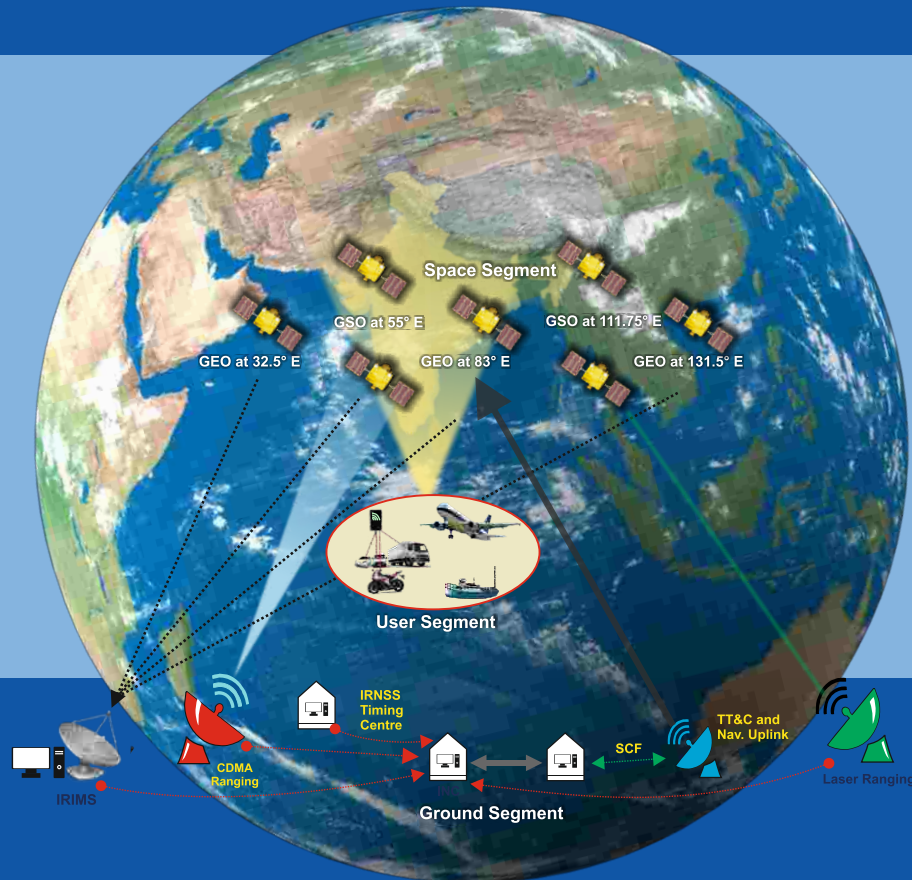 Space Segment
GSO at 55° E
GSO at 111.75° E
GEO at 32.5° E
GEO at 83° E
GEO at 131.5° E
User Segment
IRNSS
Timing
Centre
TT&C and
Nav. Uplink
SCF
CDMA
Ranging
Laser Ranging
IRIMS
Ground Segment